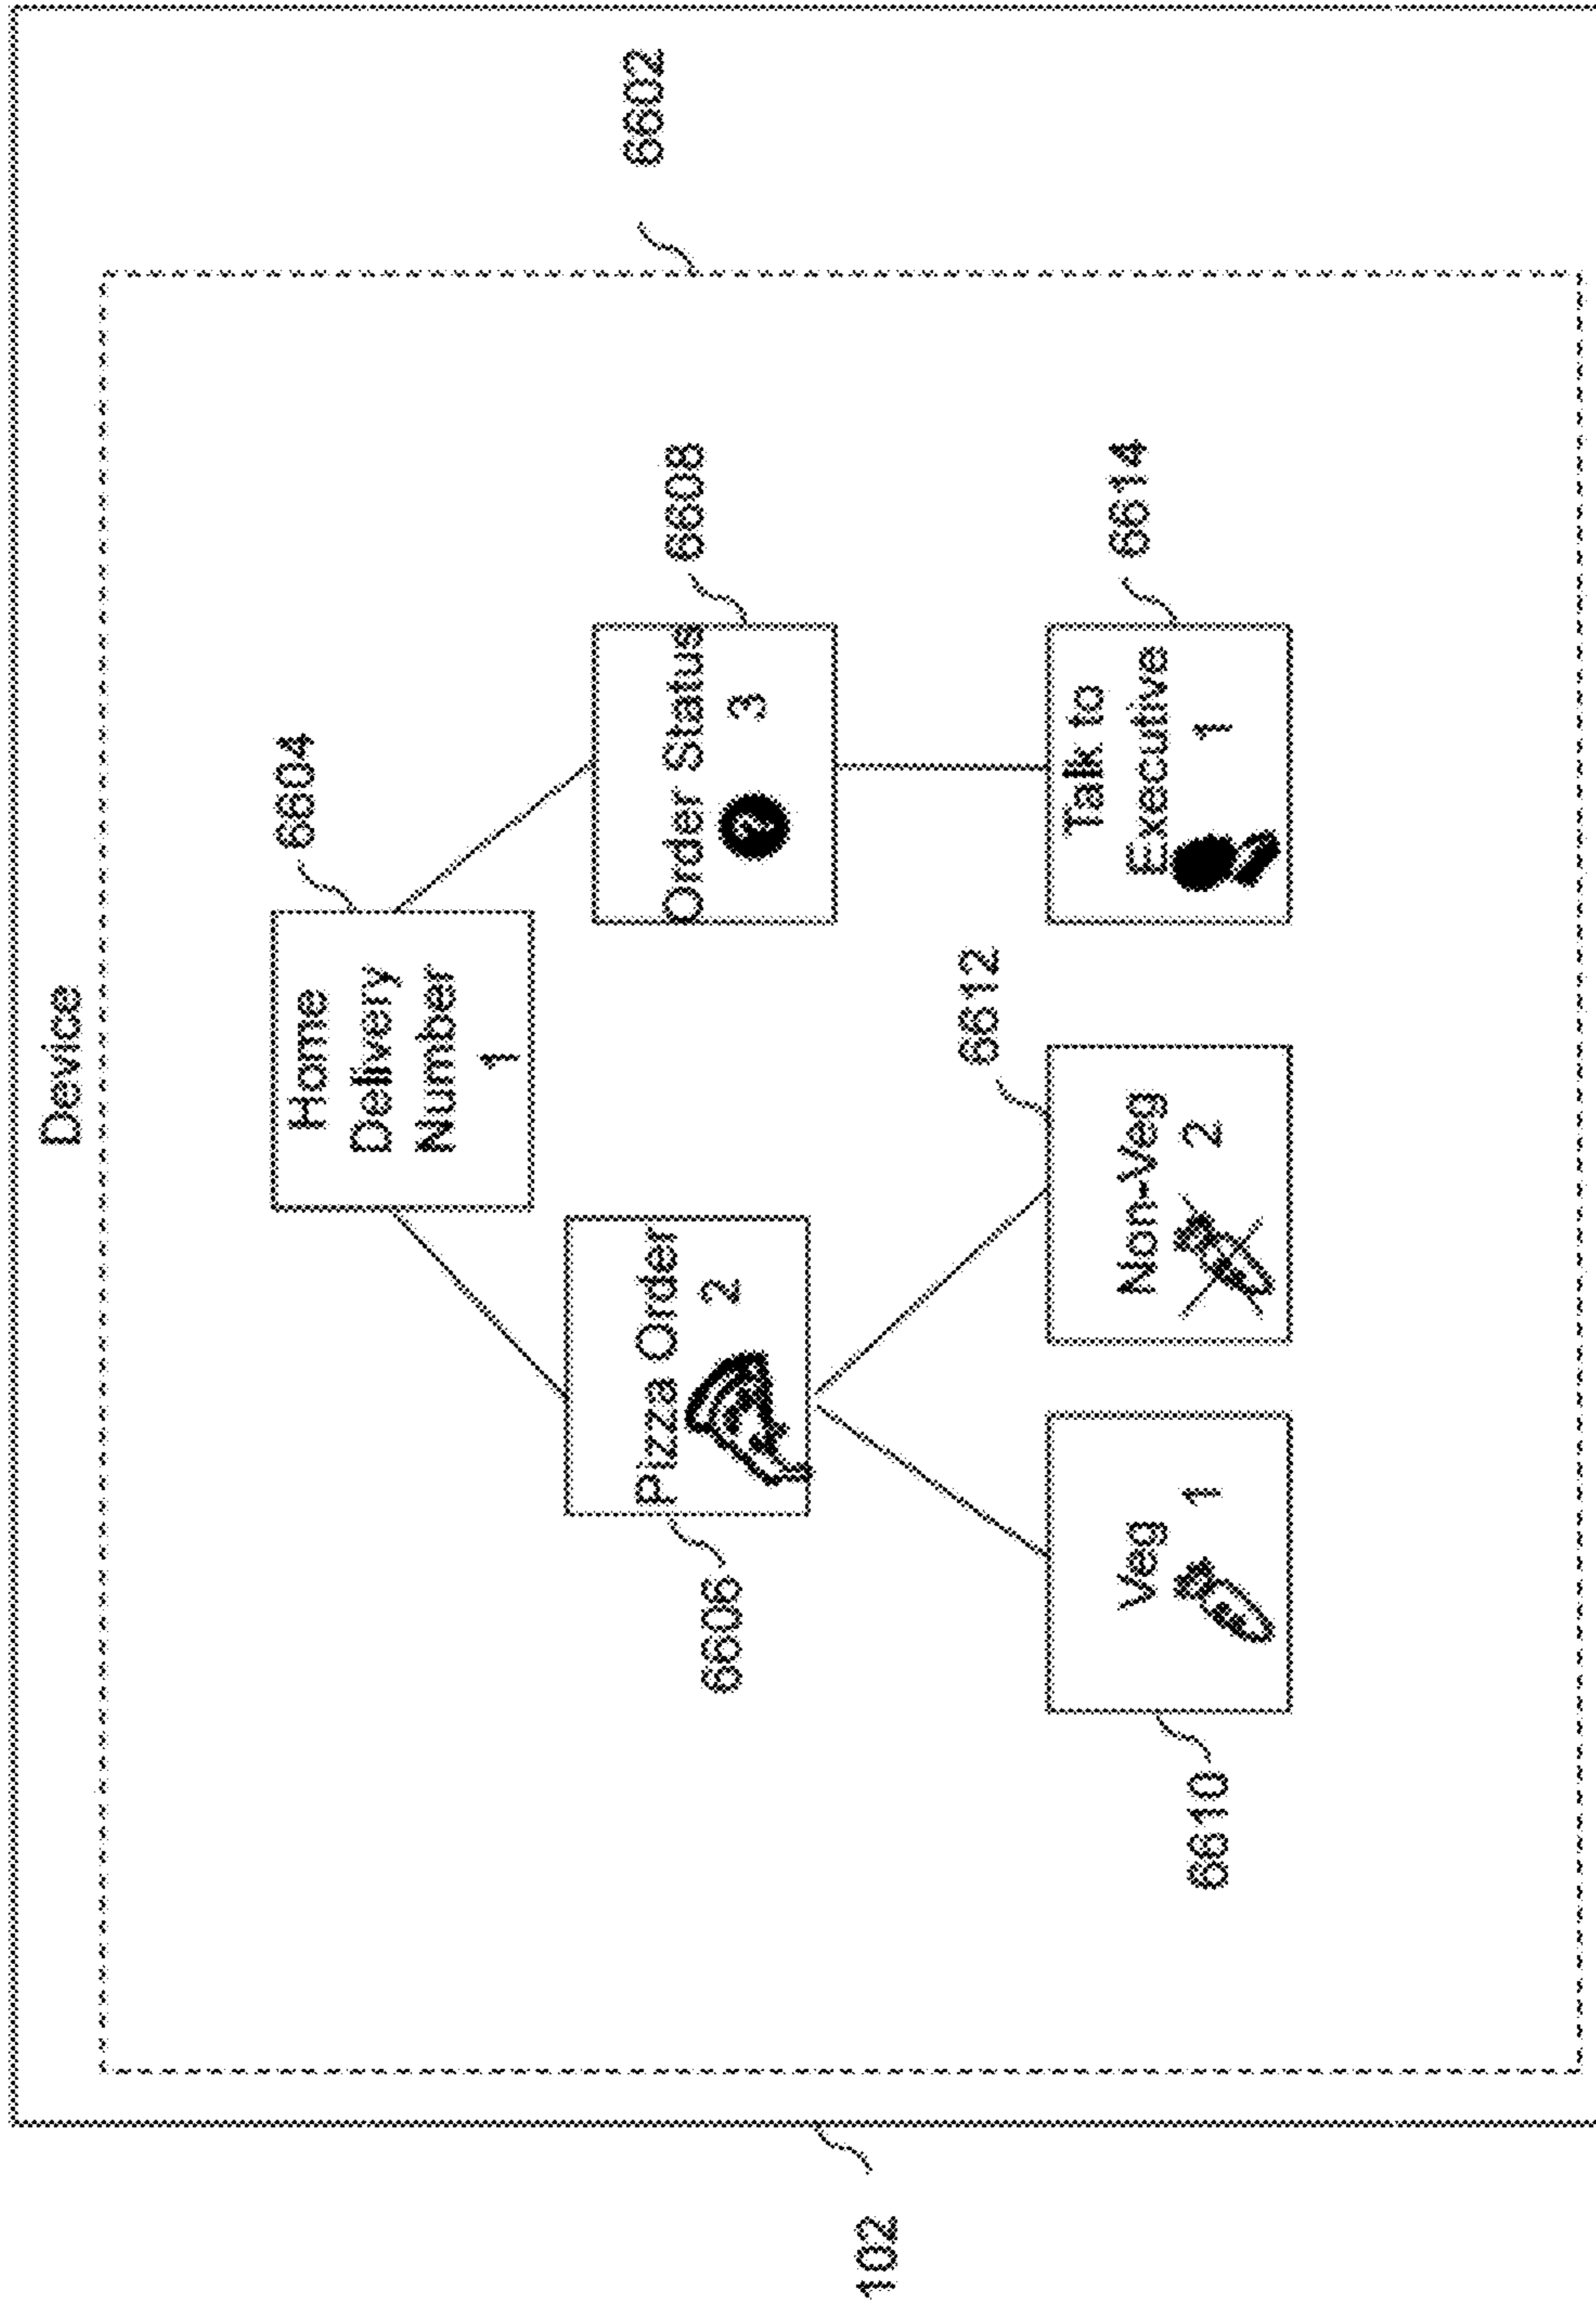 Device
6602
Home
Delivery
Number
1
6604
Pizza Order
2
6606
Order Status
3
6608
Veg
1
6610
Non-Veg
2
6612
Talk to
Executive
1
6614
102